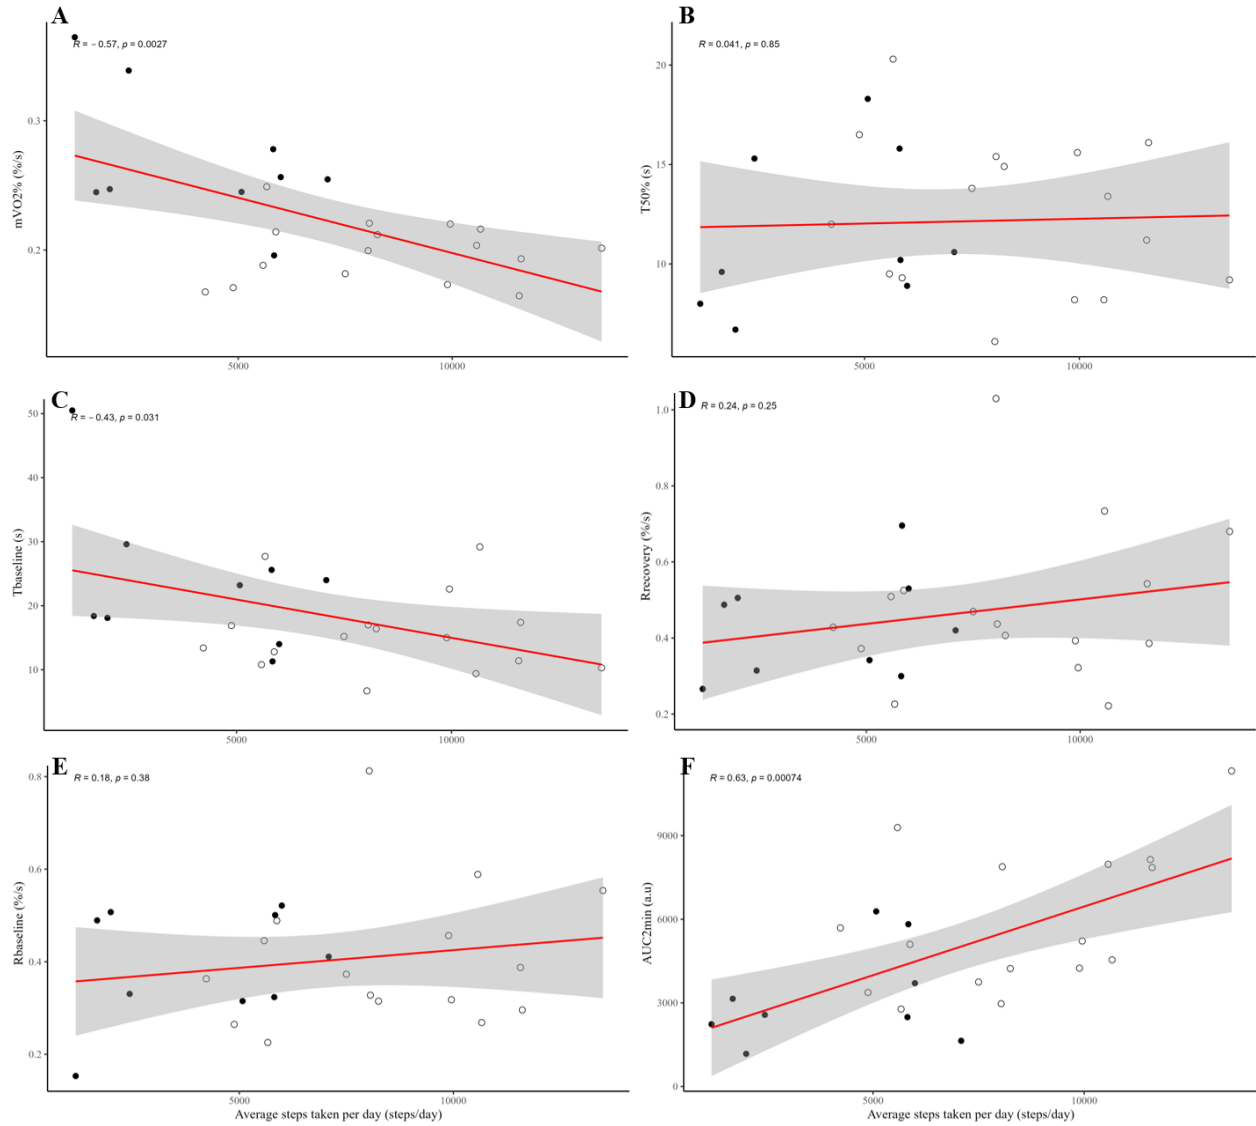 A
R = − 0.57, p = 0.0027
mVO2% (%/s)
0.3
0.2
5000
10000
B
R = 0.041, p = 0.85
T50% (s)
20
15
10
5000
10000
C
R = − 0.43, p = 0.031
Tbaseline (s)
50
40
30
20
10
5000
10000
D
R = 0.24, p = 0.25
Rrecovery (%/s)
1.0
0.8
0.6
0.4
0.2
5000
10000
E
R = 0.18, p = 0.38
Rbaseline (%/s)
0.8
0.6
0.4
0.2
5000
10000
Average steps taken per day (steps/day)
F
R = 0.63, p = 0.00074
AUC2min (a.u)
9000
6000
3000
0
5000
10000
Average steps taken per day (steps/day)